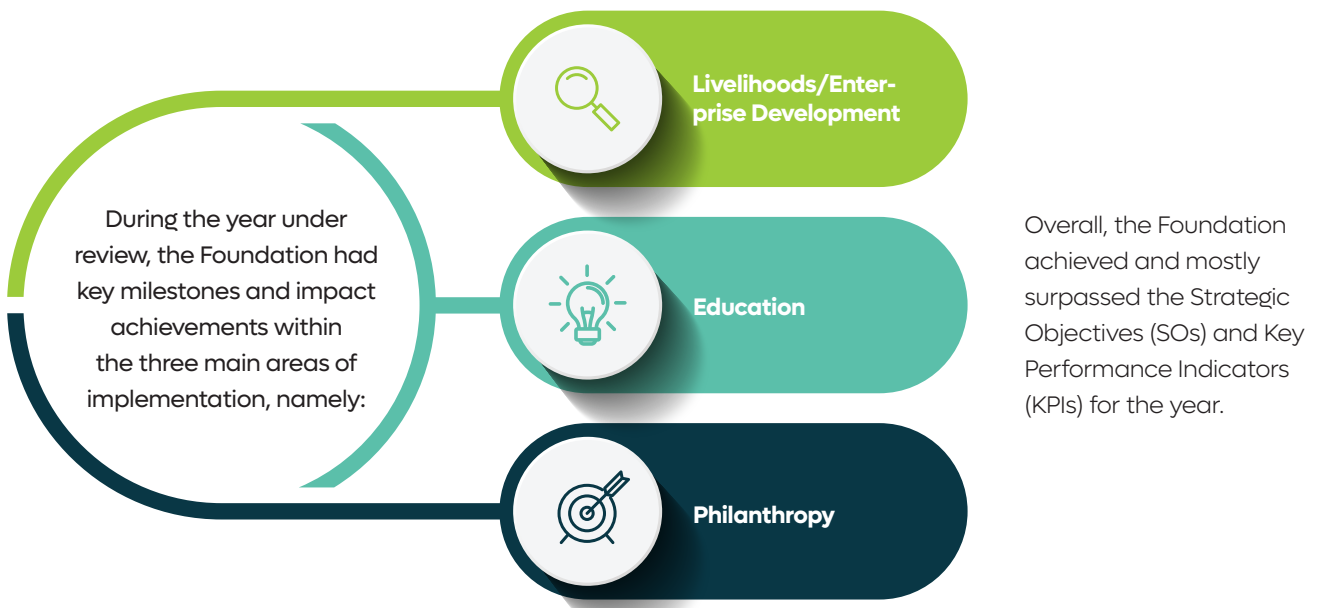 During the year under
review, the Foundation had
key milestones and impact
achievements within
the three main areas of
implementation, namely:
Livelihoods/Enter-
prise Development
Education
Philanthropy
Overall, the Foundation
achieved and mostly
surpassed the Strategic
Objectives (SOs) and Key
Performance Indicators
(KPIs) for the year.